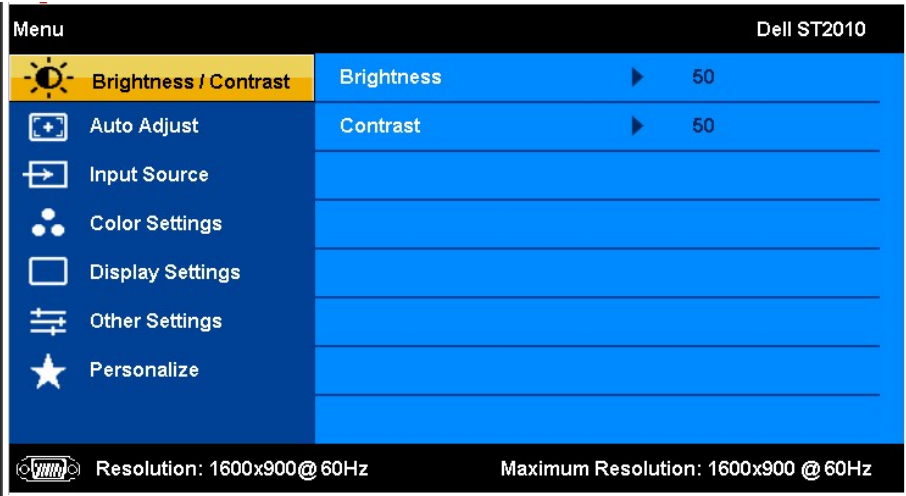 Menu Dell ST2010
Brightness / Contrast Brightness 50
Auto Adjust Contrast 50
Input Source
Color Settings
Display Settings
Other Settings
Personalize
Resolution: 1600x900@ 60Hz Maximum Resolution: 1600x900 @ 60Hz